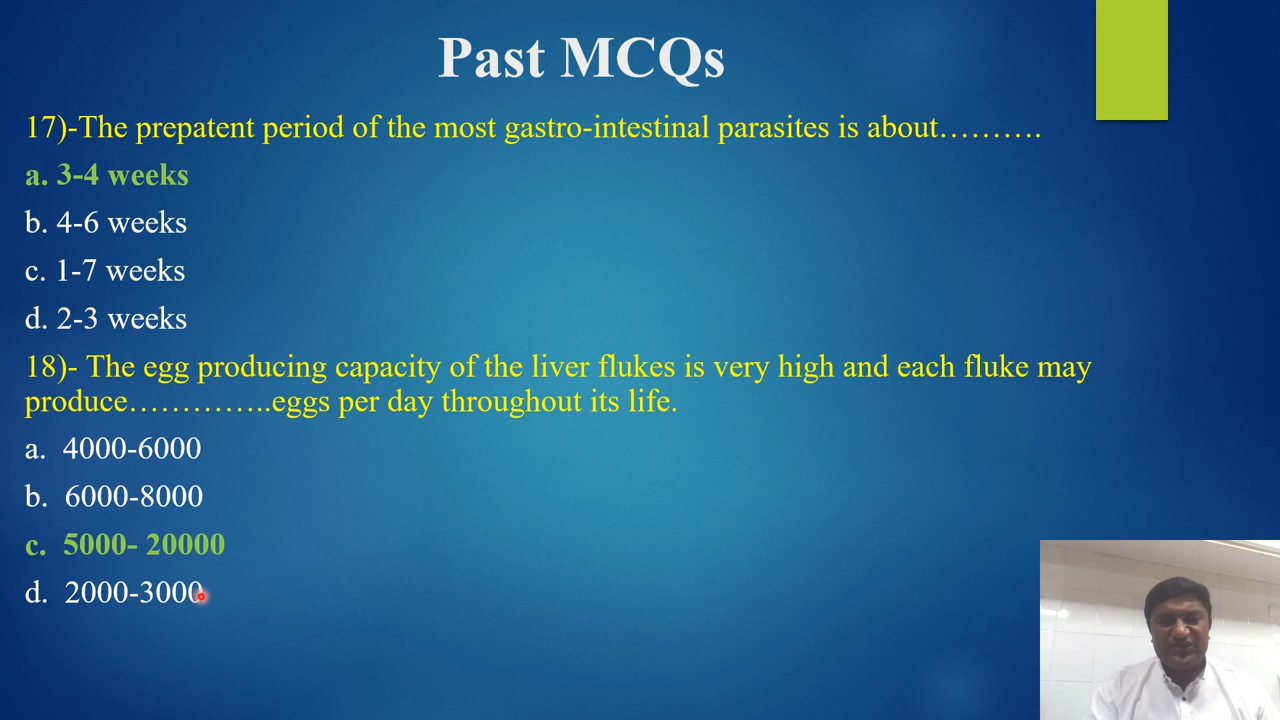 Past MCQs
17)-The prepatent period of the most gastro-intestinal parasites is about……….
a. 3-4 weeks
b. 4-6 weeks
c. 1-7 weeks
d. 2-3 weeks
18)- The egg producing capacity of the liver flukes is very high and each fluke may
produce…………..eggs per day throughout its life.
a. 4000-6000
b. 6000-8000
c. 5000- 20000
d. 2000-3000